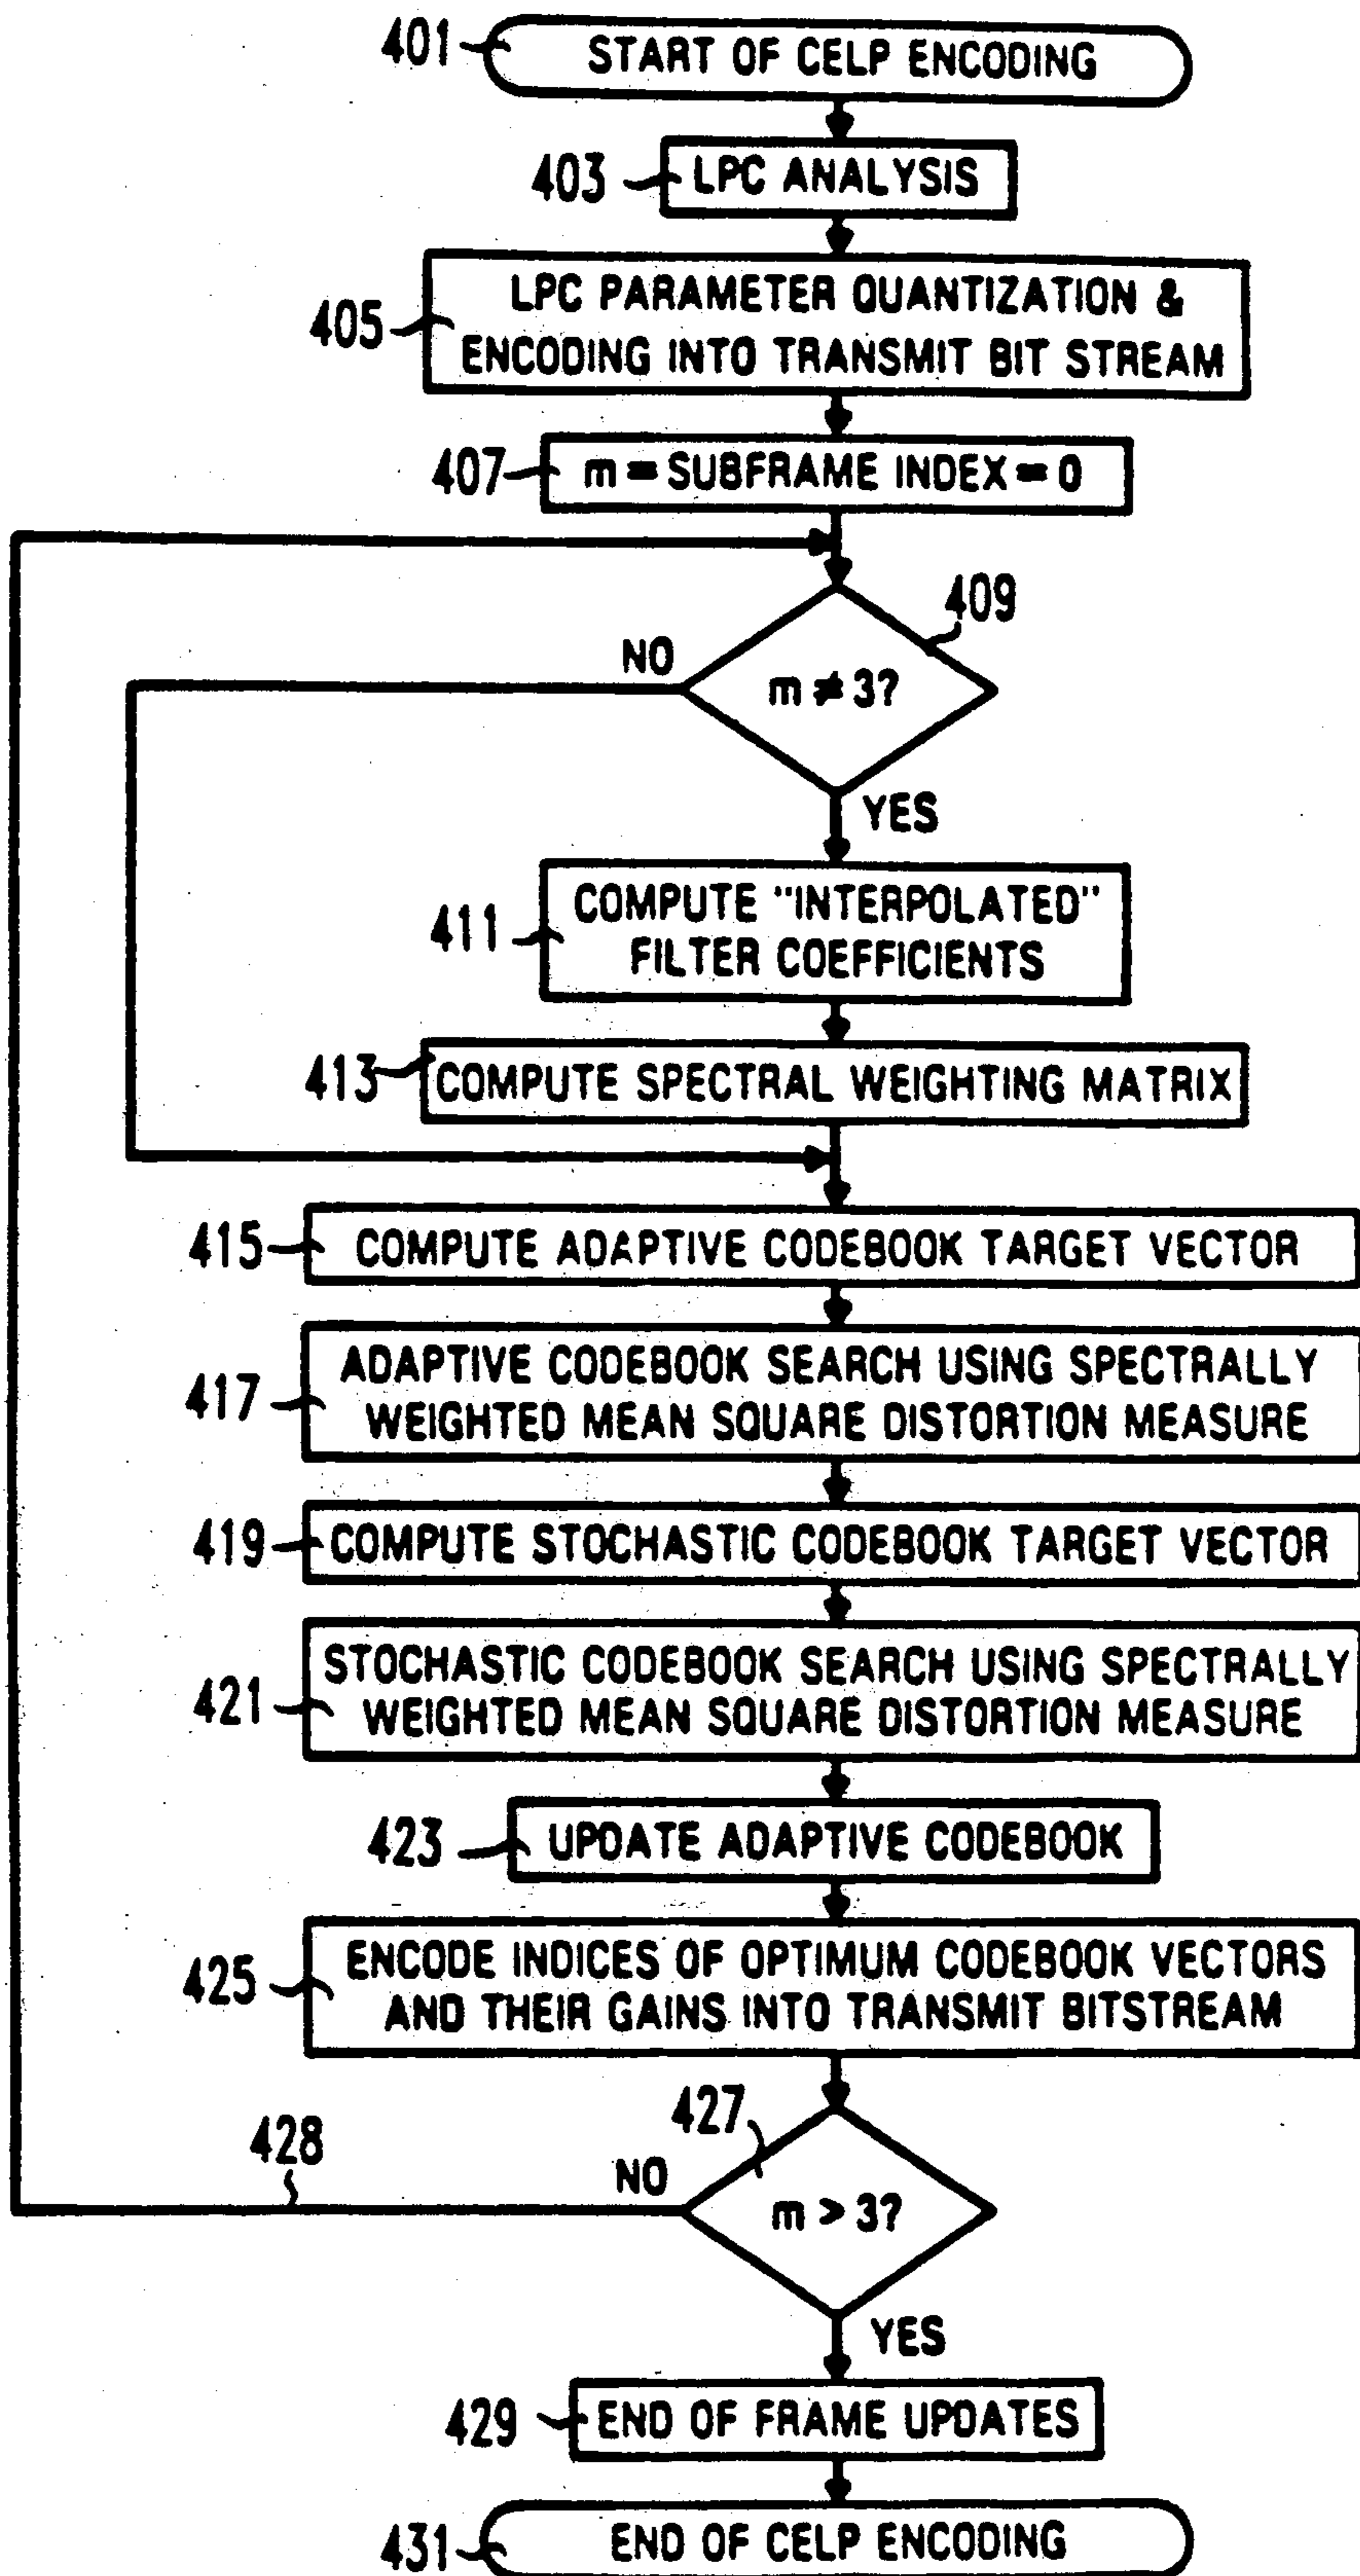 401
START OF CELP ENCODING
403
LPC ANALYSIS
405
LPC PARAMETER QUANTIZATION &
ENCODING INTO TRANSMIT BIT STREAM
407
m = SUBFRAME INDEX = 0
409
NO
m ≠ 3?
YES
411
COMPUTE "INTERPOLATED"
FILTER COEFFICIENTS
413
COMPUTE SPECTRAL WEIGHTING MATRIX
415
COMPUTE ADAPTIVE CODEBOOK TARGET VECTOR
417
ADAPTIVE CODEBOOK SEARCH USING SPECTRALLY
WEIGHTED MEAN SQUARE DISTORTION MEASURE
419
COMPUTE STOCHASTIC CODEBOOK TARGET VECTOR
421
STOCHASTIC CODEBOOK SEARCH USING SPECTRALLY
WEIGHTED MEAN SQUARE DISTORTION MEASURE
423
UPDATE ADAPTIVE CODEBOOK
425
ENCODE INDICES OF OPTIMUM CODEBOOK VECTORS
AND THEIR GAINS INTO TRANSMIT BITSTREAM
427
428
NO
m > 3?
YES
429
END OF FRAME UPDATES
431
END OF CELP ENCODING